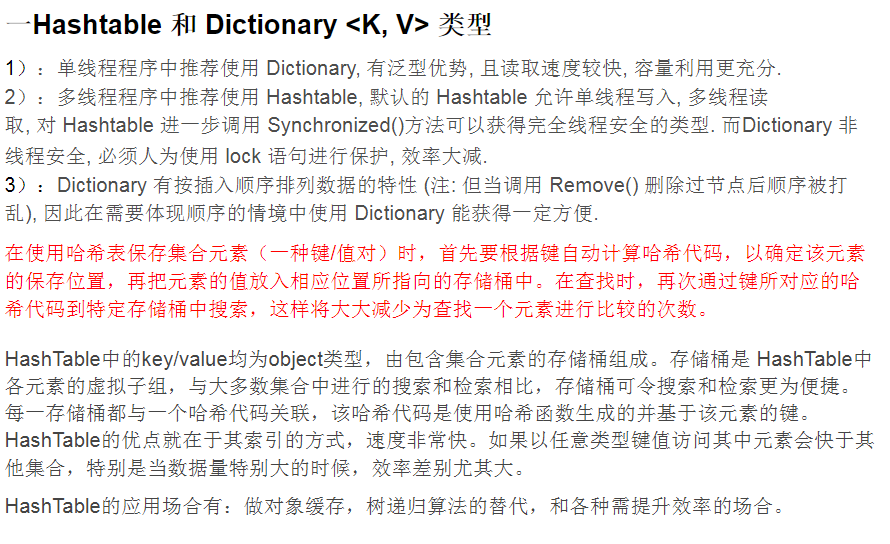 一Hashtable 和 Dictionary <K, V> 类型
1）：单线程程序中推荐使用 Dictionary, 有泛型优势, 且读取速度较快, 容量利用更充分.
2）：多线程程序中推荐使用 Hashtable, 默认的 Hashtable 允许单线程写入, 多线程读
取, 对 Hashtable 进一步调用 Synchronized()方法可以获得完全线程安全的类型. 而Dictionary 非
线程安全, 必须人为使用 lock 语句进行保护, 效率大减.
3）：Dictionary 有按插入顺序排列数据的特性 (注: 但当调用 Remove() 删除过节点后顺序被打
乱), 因此在需要体现顺序的情境中使用 Dictionary 能获得一定方便.
在使用哈希表保存集合元素（一种键/值对）时，首先要根据键自动计算哈希代码，以确定该元素
的保存位置，再把元素的值放入相应位置所指向的存储桶中。在查找时，再次通过键所对应的哈
希代码到特定存储桶中搜索，这样将大大减少为查找一个元素进行比较的次数。
HashTable中的key/value均为object类型，由包含集合元素的存储桶组成。存储桶是 HashTable中
各元素的虚拟子组，与大多数集合中进行的搜索和检索相比，存储桶可令搜索和检索更为便捷。
每一存储桶都与一个哈希代码关联，该哈希代码是使用哈希函数生成的并基于该元素的键。
HashTable的优点就在于其索引的方式，速度非常快。如果以任意类型键值访问其中元素会快于其
他集合，特别是当数据量特别大的时候，效率差别尤其大。
HashTable的应用场合有：做对象缓存，树递归算法的替代，和各种需提升效率的场合。